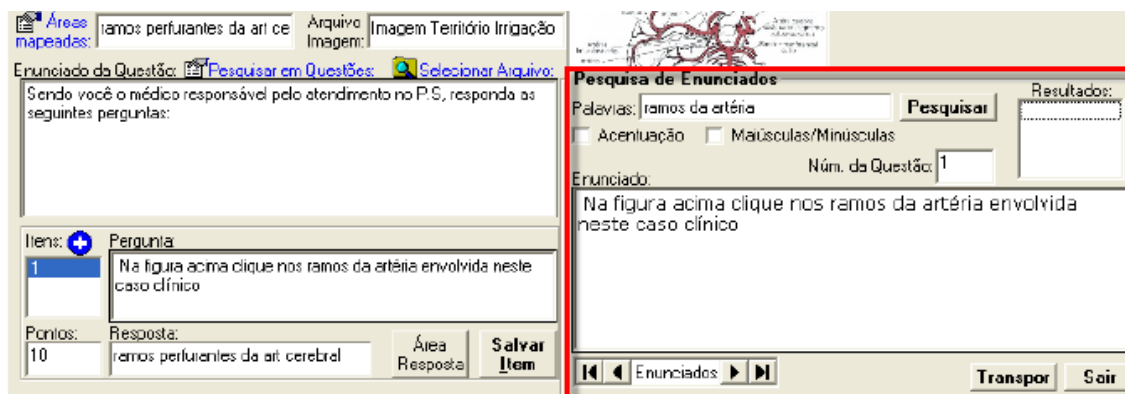 Áreas mapeadas:
ramos perfurantes da art ce
Arquivo Imagem:
Imagem Território Irrigação
Enunciado da Questão:
Pesquisar em Questões:
Selecionar Arquivo:
Sendo você o médico responsável pelo atendimento no P.S, responda as
seguintes perguntas:
Itens:
1
Pergunta:
Na figura acima clique nos ramos da artéria envolvida neste
caso clínico
Pontos:
10
Resposta:
ramos perfurantes da art cerebral
Área
Resposta
Salvar
Item
Pesquisa de Enunciados
Palavras:
ramos da artéria
Pesquisar
Resultados:
Acentuação
Maiúsculas/Minúsculas
Núm. da Questão:
1
Enunciado:
Na figura acima clique nos ramos da artéria envolvida
neste caso clínico
Enunciados
Transpor
Sair